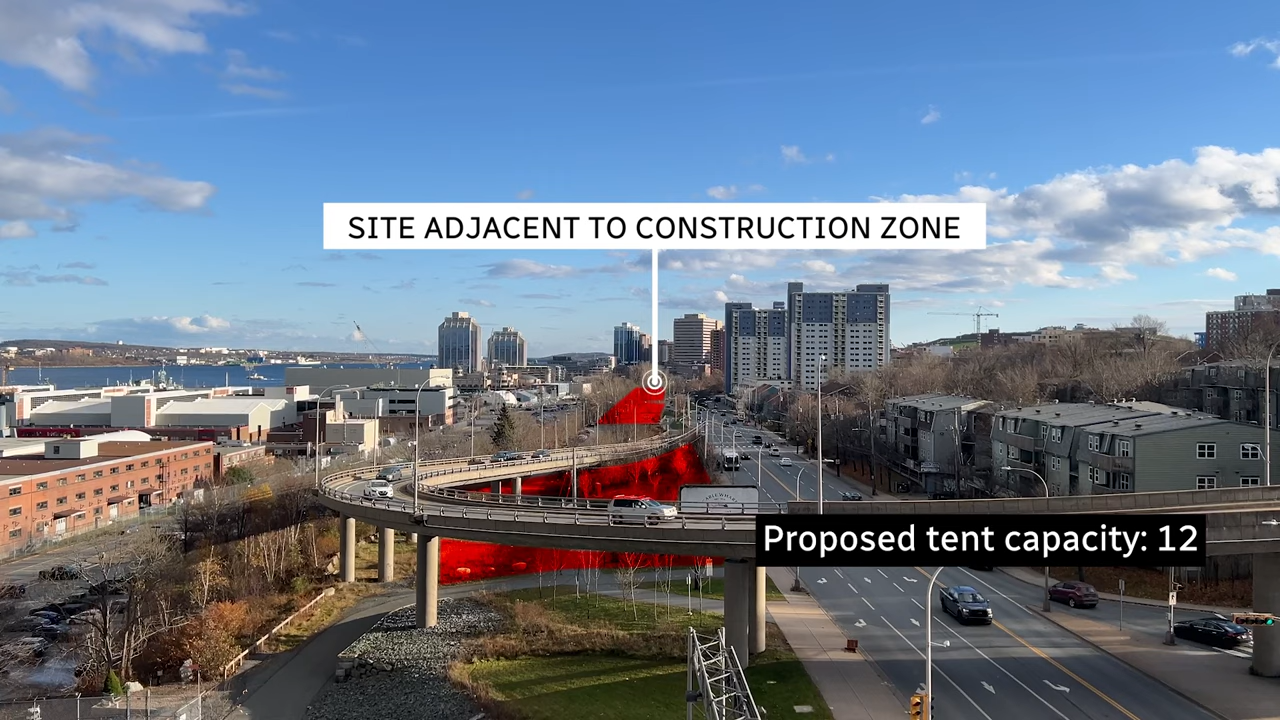 SITE ADJACENT TO CONSTRUCTION ZONE
Proposed tent capacity: 12